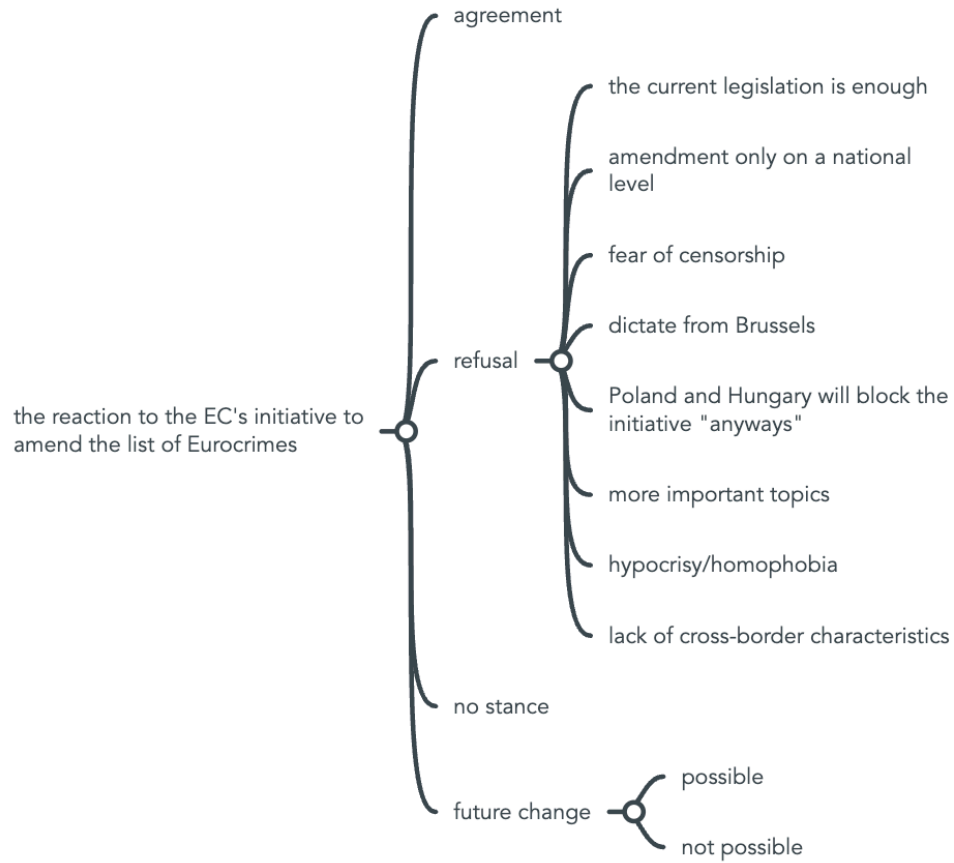 agreement
the current legislation is enough
amendment only on a national
level
fear of censorship
dictate from Brussels
refusal
Poland and Hungary will block the
initiative "anyways"
the reaction to the EC's initiative to
amend the list of Eurocrimes
more important topics
hypocrisy/homophobia
lack of cross-border characteristics
no stance
possible
future change
not possible